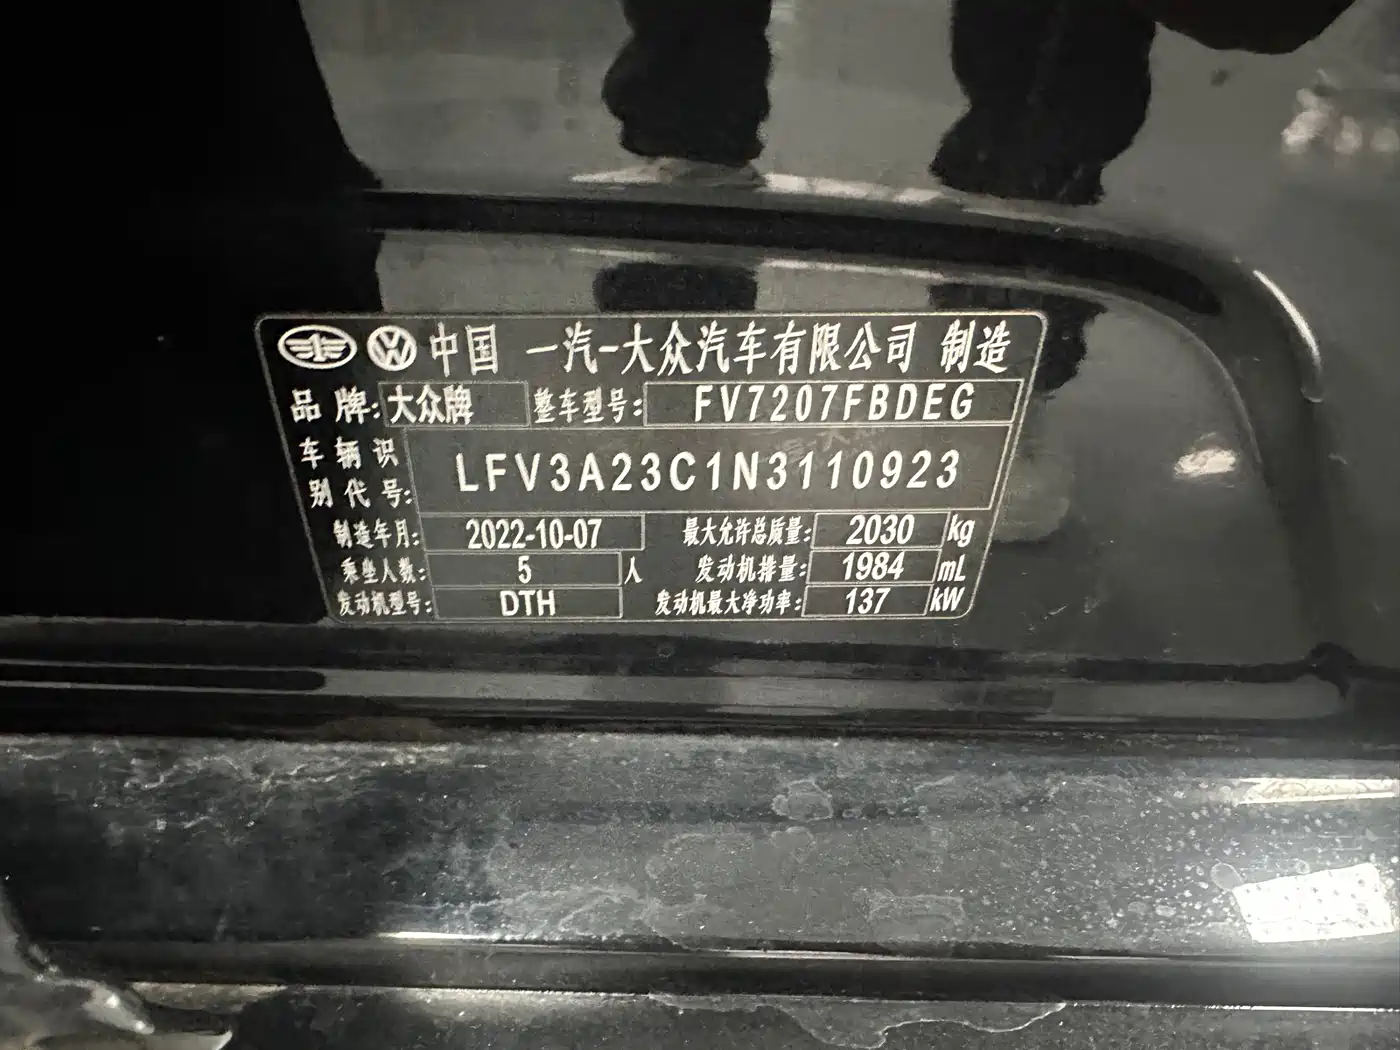 中国 一汽-大众汽车有限公司 制造
品牌: 大众牌 整车型号: FV7207FBDEG
车辆识别代号: LFV3A23C1N3110923
制造年月: 2022-10-07 最大允许总质量: 2030 kg
乘坐人数: 5 人 发动机排量: 1984 mL
发动机型号: DTH 发动机最大净功率: 137 kW